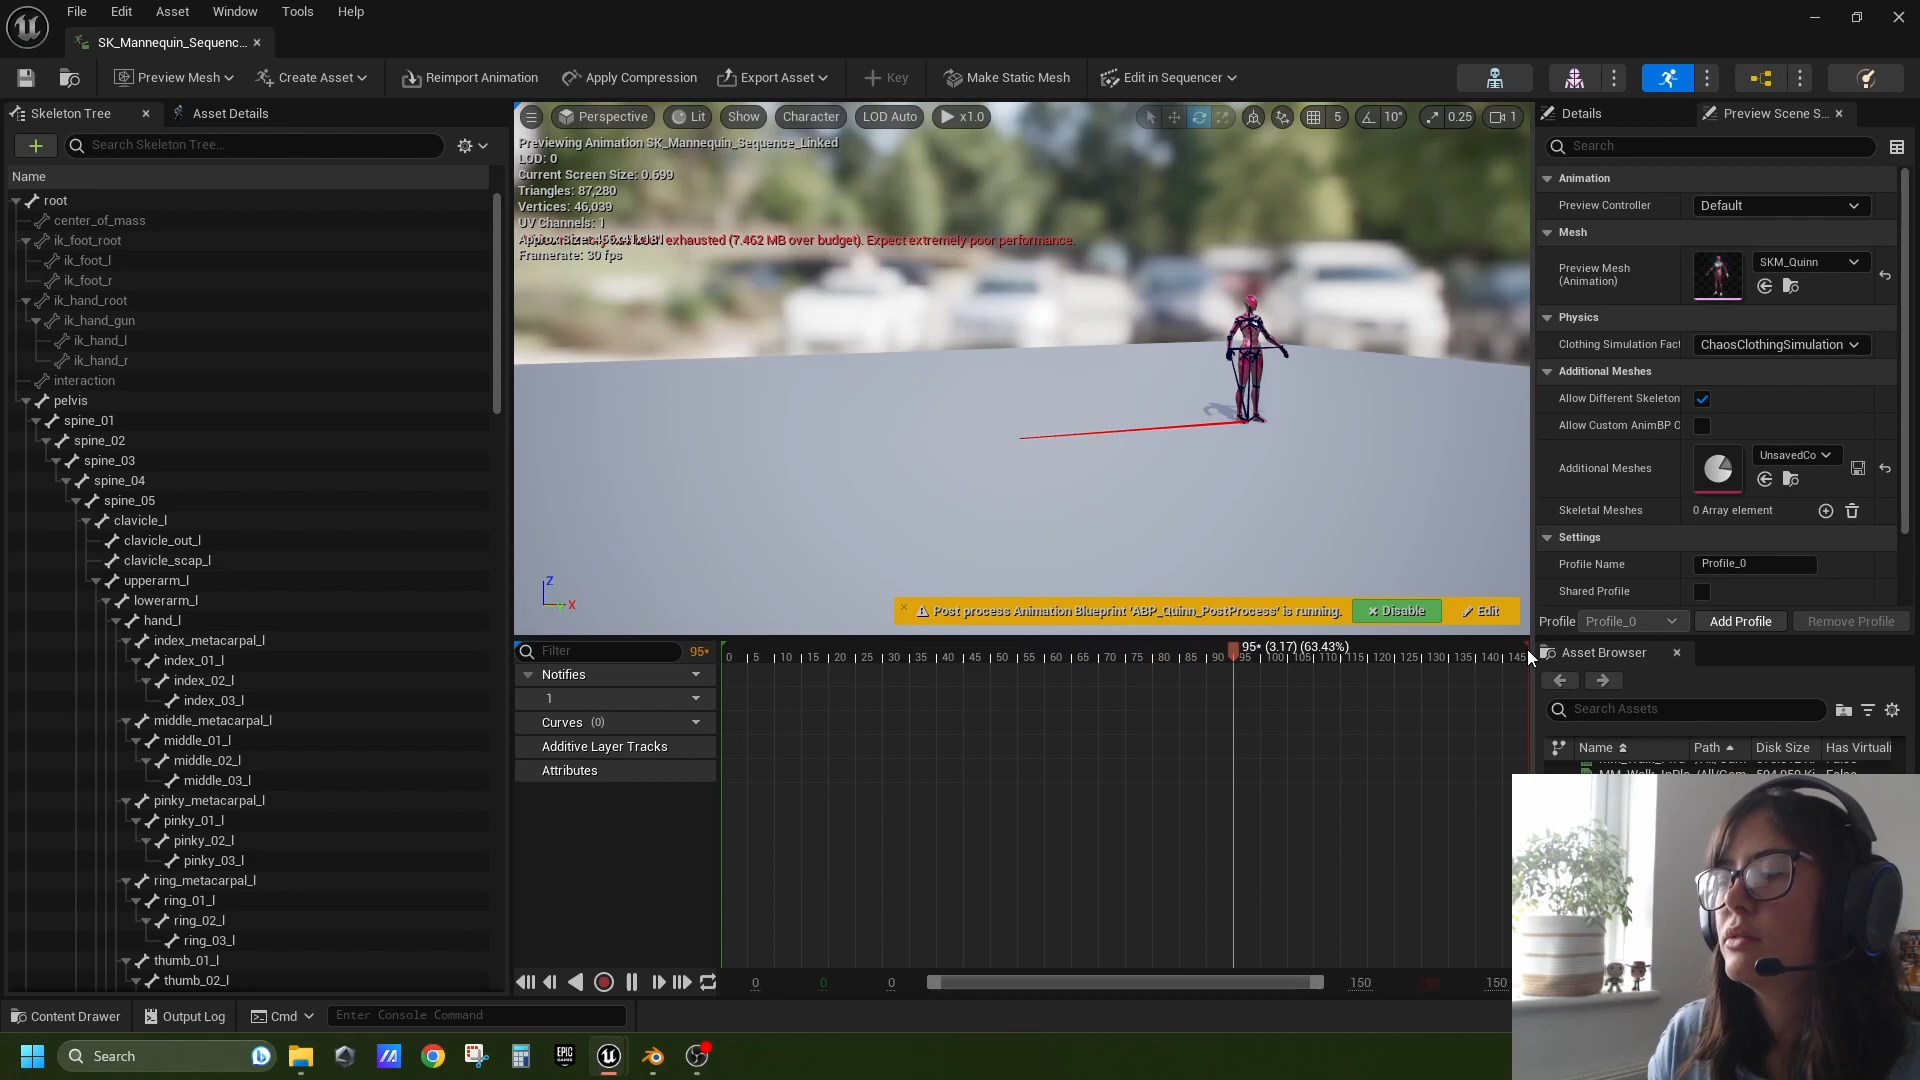 File Edit Asset Window Tools Help
SK_Mannequin_Sequenc...
Preview Mesh Create Asset Reimport Animation Apply Compression Export Asset Key Make Static Mesh Edit in Sequencer
Skeleton Tree Asset Details
Search Skeleton Tree...
Name
root
center_of_mass
ik_foot_root
ik_foot_l
ik_foot_r
ik_hand_root
ik_hand_gun
ik_hand_l
ik_hand_r
interaction
pelvis
spine_01
spine_02
spine_03
spine_04
spine_05
clavicle_l
clavicle_out_l
clavicle_scap_l
upperarm_l
lowerarm_l
hand_l
index_metacarpal_l
index_01_l
index_02_l
index_03_l
middle_metacarpal_l
middle_01_l
middle_02_l
middle_03_l
pinky_metacarpal_l
pinky_01_l
pinky_02_l
pinky_03_l
ring_metacarpal_l
ring_01_l
ring_02_l
ring_03_l
thumb_01_l
thumb_02_l
Perspective Lit Show Character LOD Auto x1.0 5 10° 0.25 1
Previewing Animation SK_Mannequin_Sequence_Linked
LOD: 0
Current Screen Size: 0.699
Triangles: 87,280
Vertices: 46,039
UV Channels: 1
Approx Size: exhausted (7.462 MB over budget). Expect extremely poor performance.
Framerate: 30 fps
Z
X
Post process Animation Blueprint 'ABP_Quinn_PostProcess' is running. Disable Edit
Filter 95*
95* (3.17) (63.43%)
0 5 10 15 20 25 30 35 40 45 50 55 60 65 70 75 80 85 90 95 100 105 110 115 120 125 130 135 140 145
Notifies
1
Curves (0)
Additive Layer Tracks
Attributes
0 0 0 150 150
Details Preview Scene S...
Search
Animation
Preview Controller Default
Mesh
Preview Mesh (Animation) SKM_Quinn
Physics
Clothing Simulation Fact ChaosClothingSimulation
Additional Meshes
Allow Different Skeleton
Allow Custom AnimBP O
Additional Meshes UnsavedCo
Skeletal Meshes 0 Array element
Settings
Profile Name Profile_0
Shared Profile
Profile Profile_0 Add Profile Remove Profile
Asset Browser
Search Assets
Name Path Disk Size Has Virtuali
Content Drawer Output Log Cmd Enter Console Command
Search
EPIC GAMES